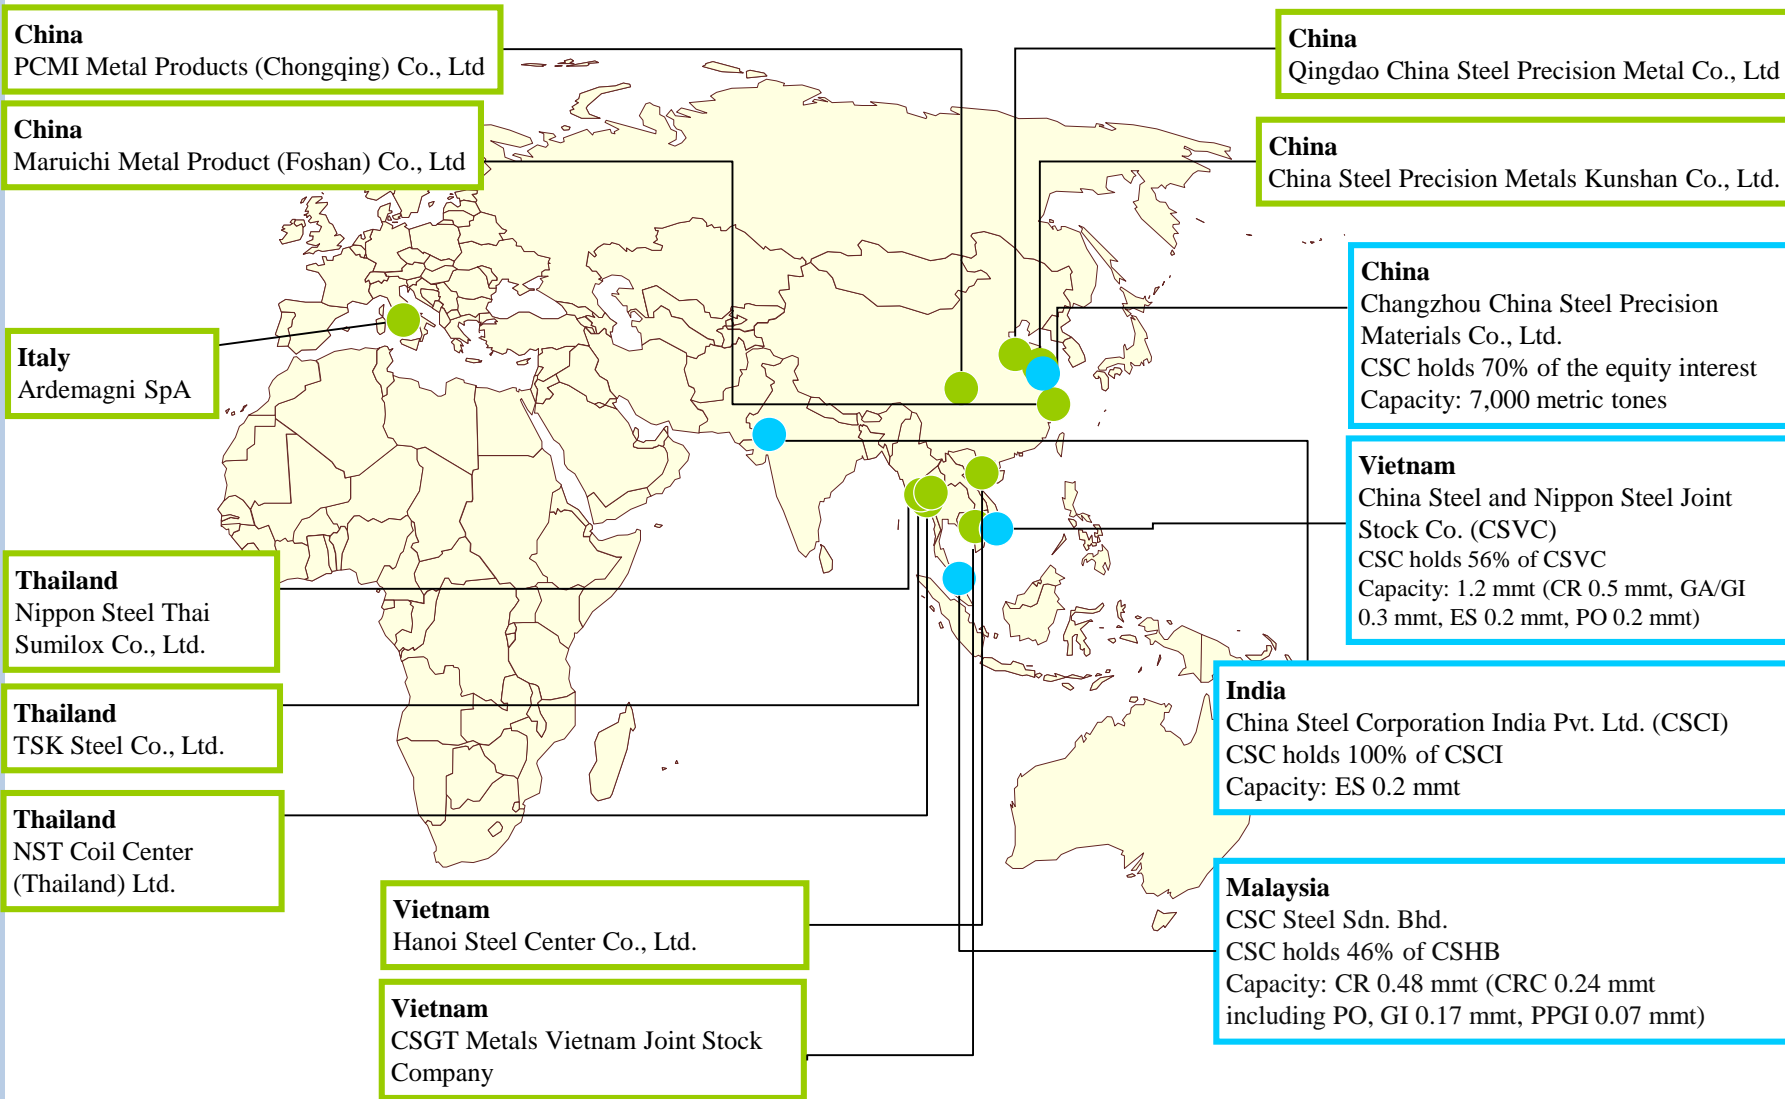 China
PCMI Metal Products (Chongqing) Co., Ltd
China
Maruichi Metal Product (Foshan) Co., Ltd
Italy
Ardemagni SpA
Thailand
Nippon Steel Thai
Sumilox Co., Ltd.
Thailand
TSK Steel Co., Ltd.
Thailand
NST Coil Center
(Thailand) Ltd.
Vietnam
Hanoi Steel Center Co., Ltd.
Vietnam
CSGT Metals Vietnam Joint Stock
Company
China
Qingdao China Steel Precision Metal Co., Ltd
China
China Steel Precision Metals Kunshan Co., Ltd.
China
Changzhou China Steel Precision
Materials Co., Ltd.
CSC holds 70% of the equity interest
Capacity: 7,000 metric tones
Vietnam
China Steel and Nippon Steel Joint
Stock Co. (CSVC)
CSC holds 56% of CSVC
Capacity: 1.2 mmt (CR 0.5 mmt, GA/GI
0.3 mmt, ES 0.2 mmt, PO 0.2 mmt)
India
China Steel Corporation India Pvt. Ltd. (CSCI)
CSC holds 100% of CSCI
Capacity: ES 0.2 mmt
Malaysia
CSC Steel Sdn. Bhd.
CSC holds 46% of CSHB
Capacity: CR 0.48 mmt (CRC 0.24 mmt
including PO, GI 0.17 mmt, PPGI 0.07 mmt)